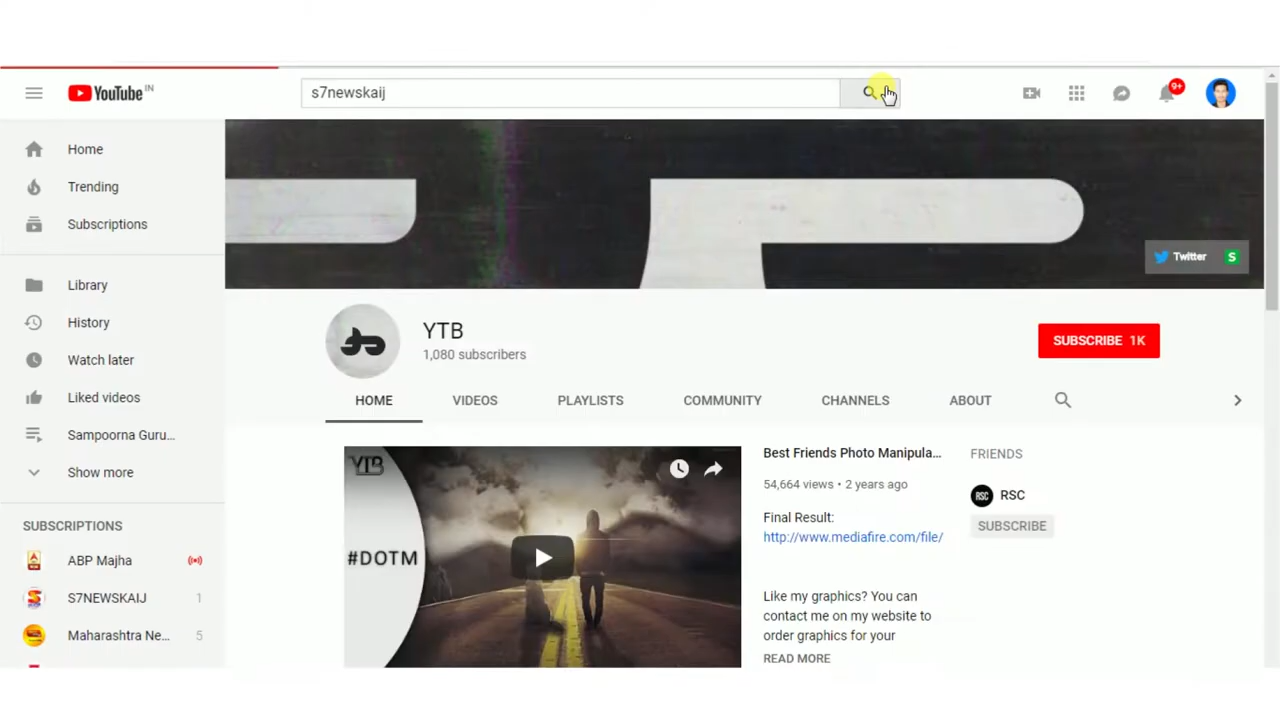 YouTube IN
s7newskaij
9+
Home
Trending
Subscriptions
Library
History
Watch later
Liked videos
Sampoorna Guru...
Show more
SUBSCRIPTIONS
ABP Majha
S7NEWSKAIJ 1
Maharashtra Ne... 5
Twitter S
YTB
1,080 subscribers
SUBSCRIBE 1K
HOME VIDEOS PLAYLISTS COMMUNITY CHANNELS ABOUT
YTB
#DOTM
Best Friends Photo Manipula...
54,664 views • 2 years ago
Final Result:
http://www.mediafire.com/file/
Like my graphics? You can
contact me on my website to
order graphics for your
READ MORE
FRIENDS
RSC RSC
SUBSCRIBE